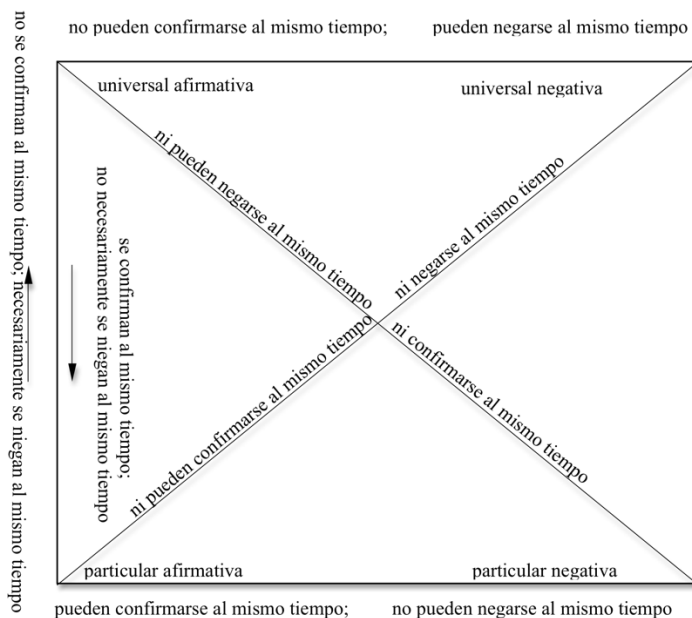 no pueden confirmarse al mismo tiempo; pueden negarse al mismo tiempo
universal afirmativa
universal negativa
no se confirman al mismo tiempo; necesariamente se niegan al mismo tiempo
se confirman al mismo tiempo;
no necesariamente se niegan al mismo tiempo
ni pueden negarse al mismo tiempo
ni negarse al mismo tiempo
ni pueden confirmarse al mismo tiempo
ni confirmarse al mismo tiempo
particular afirmativa
particular negativa
pueden confirmarse al mismo tiempo; no pueden negarse al mismo tiempo